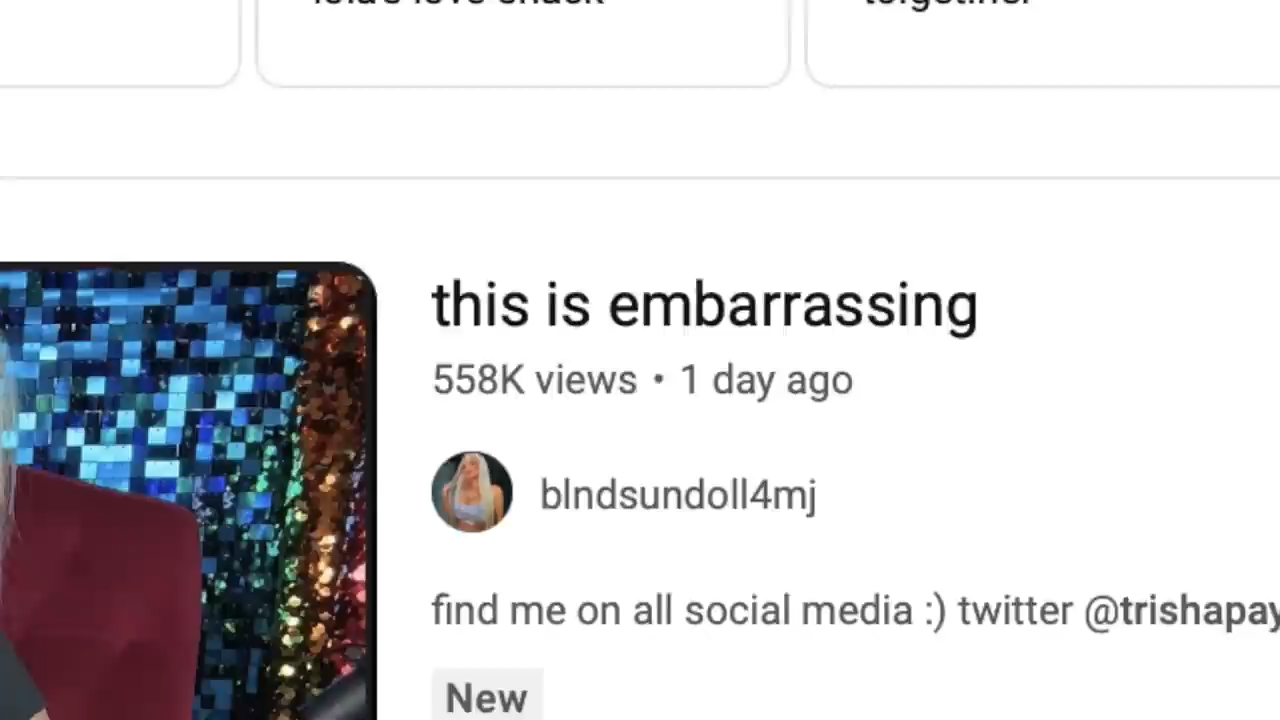 this is embarrassing
558K views • 1 day ago
blndsundoll4mj
find me on all social media :) twitter @trishapay
New